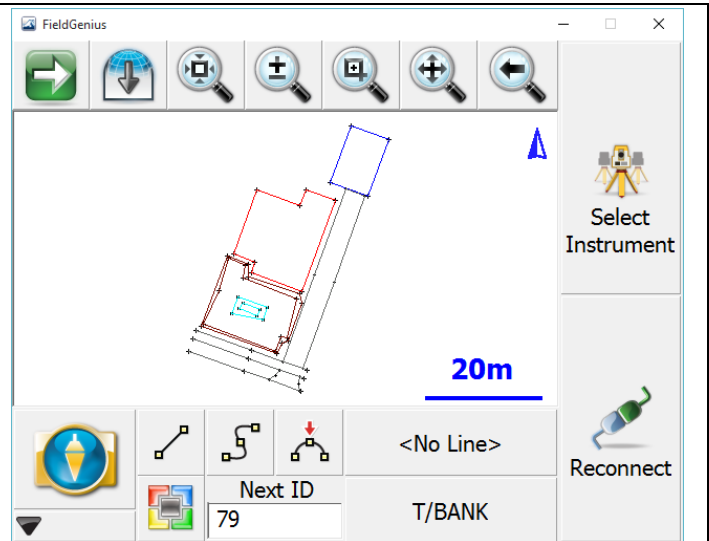 FieldGenius
20m
Select
Instrument
<No Line>
Next ID
79
T/BANK
Reconnect